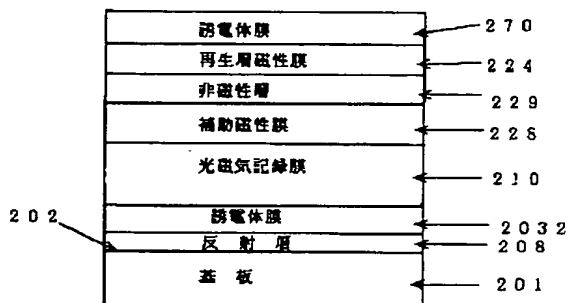 誘電体膜 270
再生層磁性膜 224
非磁性層 229
補助磁性膜 228
光磁気記録膜 210
202
誘電体膜 2032
反射層 208
基板 201